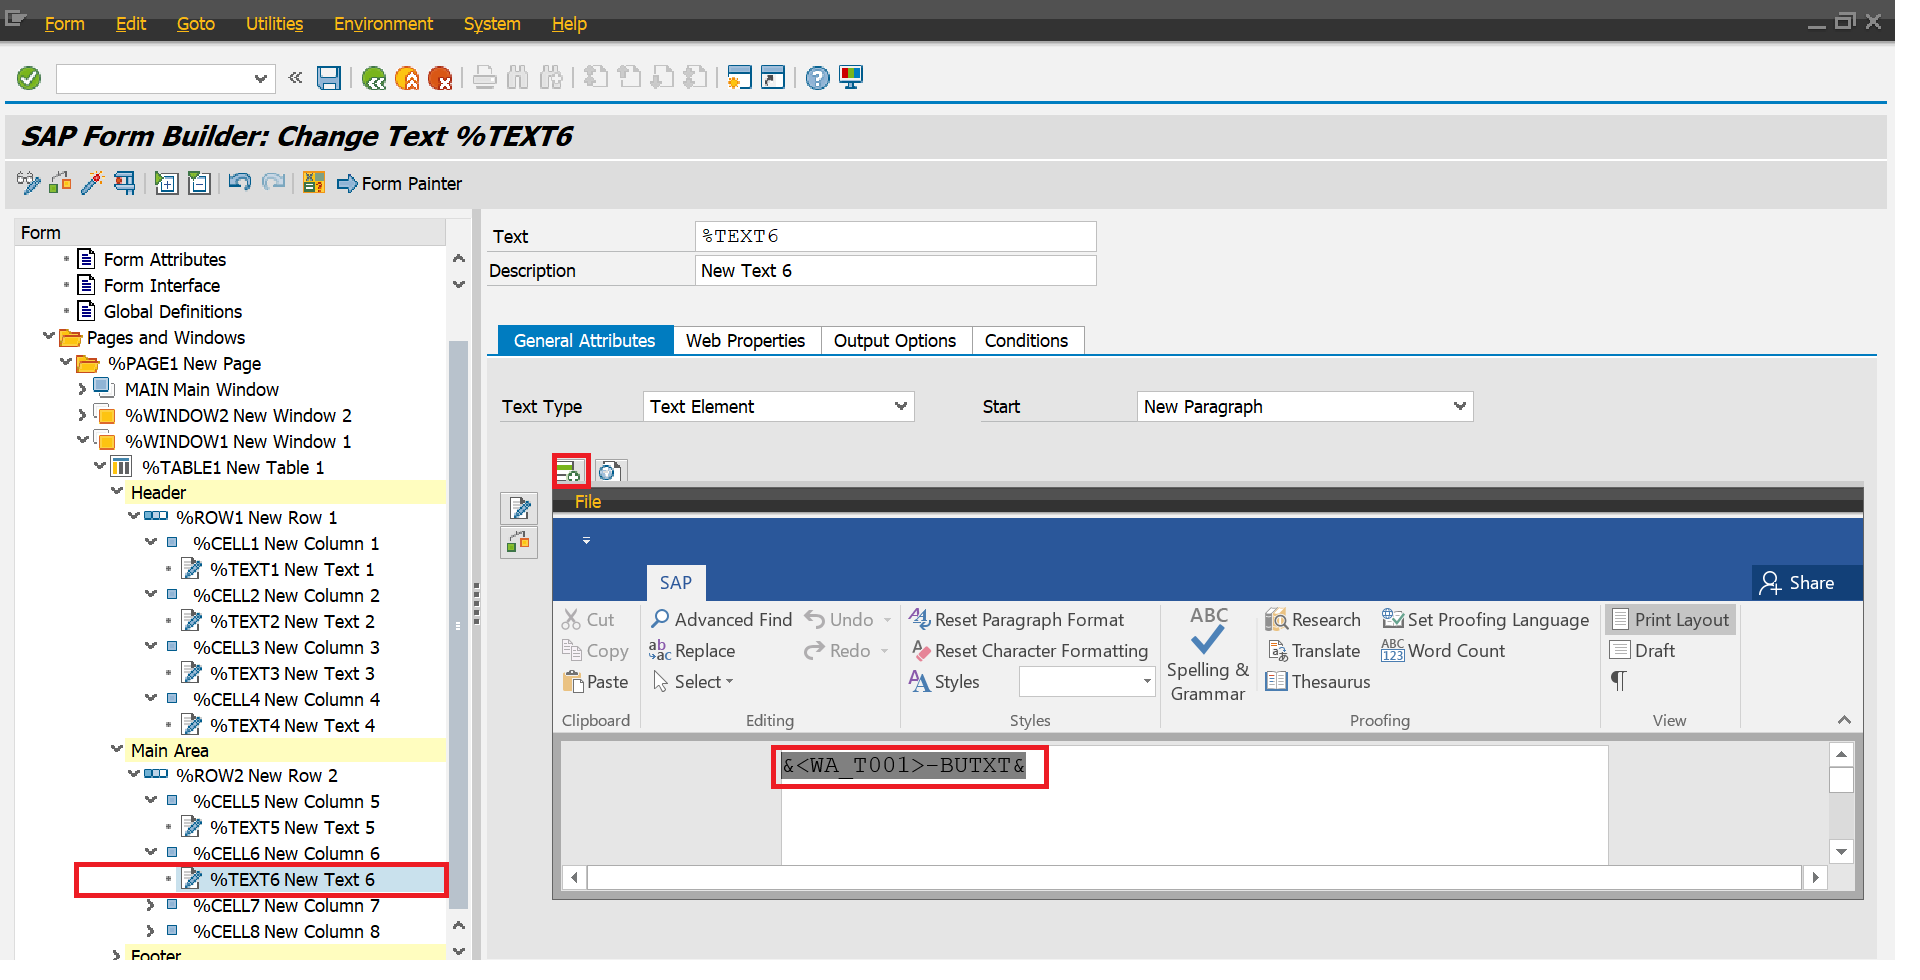 Form Edit Goto Utilities Environment System Help
SAP Form Builder: Change Text %TEXT6
Form Painter
Form
Form Attributes
Form Interface
Global Definitions
Pages and Windows
%PAGE1 New Page
MAIN Main Window
%WINDOW2 New Window 2
%WINDOW1 New Window 1
%TABLE1 New Table 1
Header
%ROW1 New Row 1
%CELL1 New Column 1
%TEXT1 New Text 1
%CELL2 New Column 2
%TEXT2 New Text 2
%CELL3 New Column 3
%TEXT3 New Text 3
%CELL4 New Column 4
%TEXT4 New Text 4
Main Area
%ROW2 New Row 2
%CELL5 New Column 5
%TEXT5 New Text 5
%CELL6 New Column 6
%TEXT6 New Text 6
%CELL7 New Column 7
%CELL8 New Column 8
Footer
Text %TEXT6
Description New Text 6
General Attributes Web Properties Output Options Conditions
Text Type Text Element Start New Paragraph
File
SAP Share
Cut Advanced Find Undo Reset Paragraph Format ABC Research Set Proofing Language Print Layout
Copy Replace Redo Reset Character Formatting Translate Word Count Draft
Paste Select Styles Spelling & Grammar Thesaurus ¶
Clipboard Editing Styles Proofing View
&<WA_T001>-BUTXT&